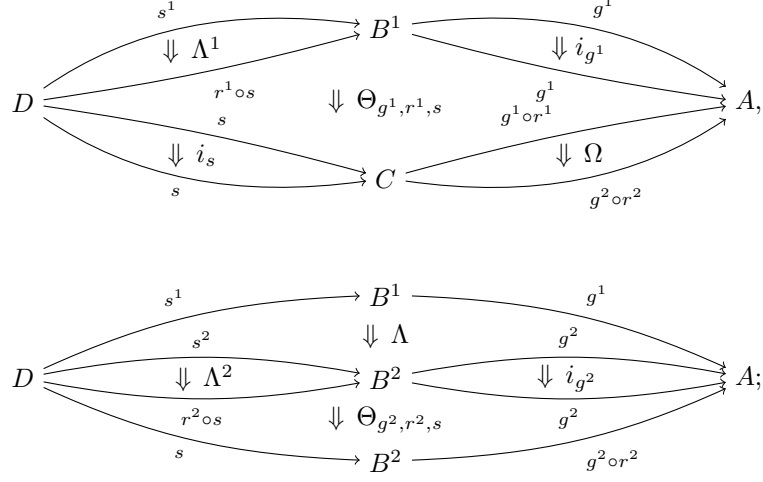 s¹ B¹ g¹
⇓ Λ¹ ⇓ i_{g¹}
D r¹∘s ⇓ Θ_{g¹,r¹,s} g¹ A,
s g¹∘r¹
⇓ i_s ⇓ Ω
s C g²∘r²
s¹ B¹ g¹
⇓ Λ
s² g²
D ⇓ Λ² B² ⇓ i_{g²} A;
r²∘s ⇓ Θ_{g²,r²,s} g²
s B² g²∘r²